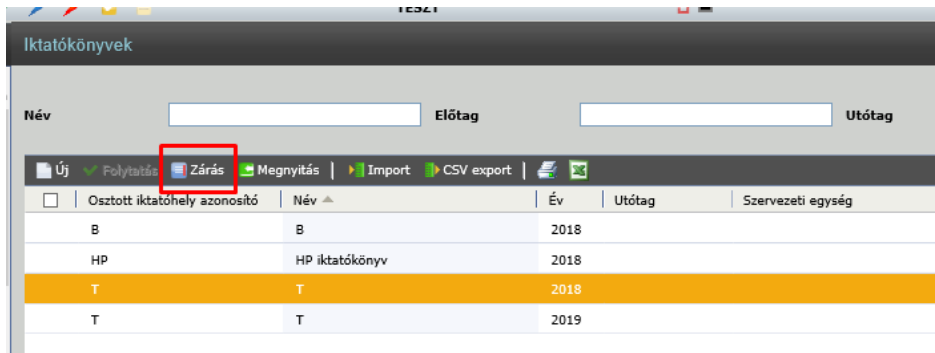 TESZT
Iktatókönyvek
Név Előtag Utótag
Új Folytatás Zárás Megnyitás Import CSV export
Osztott iktatóhely azonosító Név Év Utótag Szervezeti egység
B B 2018
HP HP iktatókönyv 2018
T T 2018
T T 2019